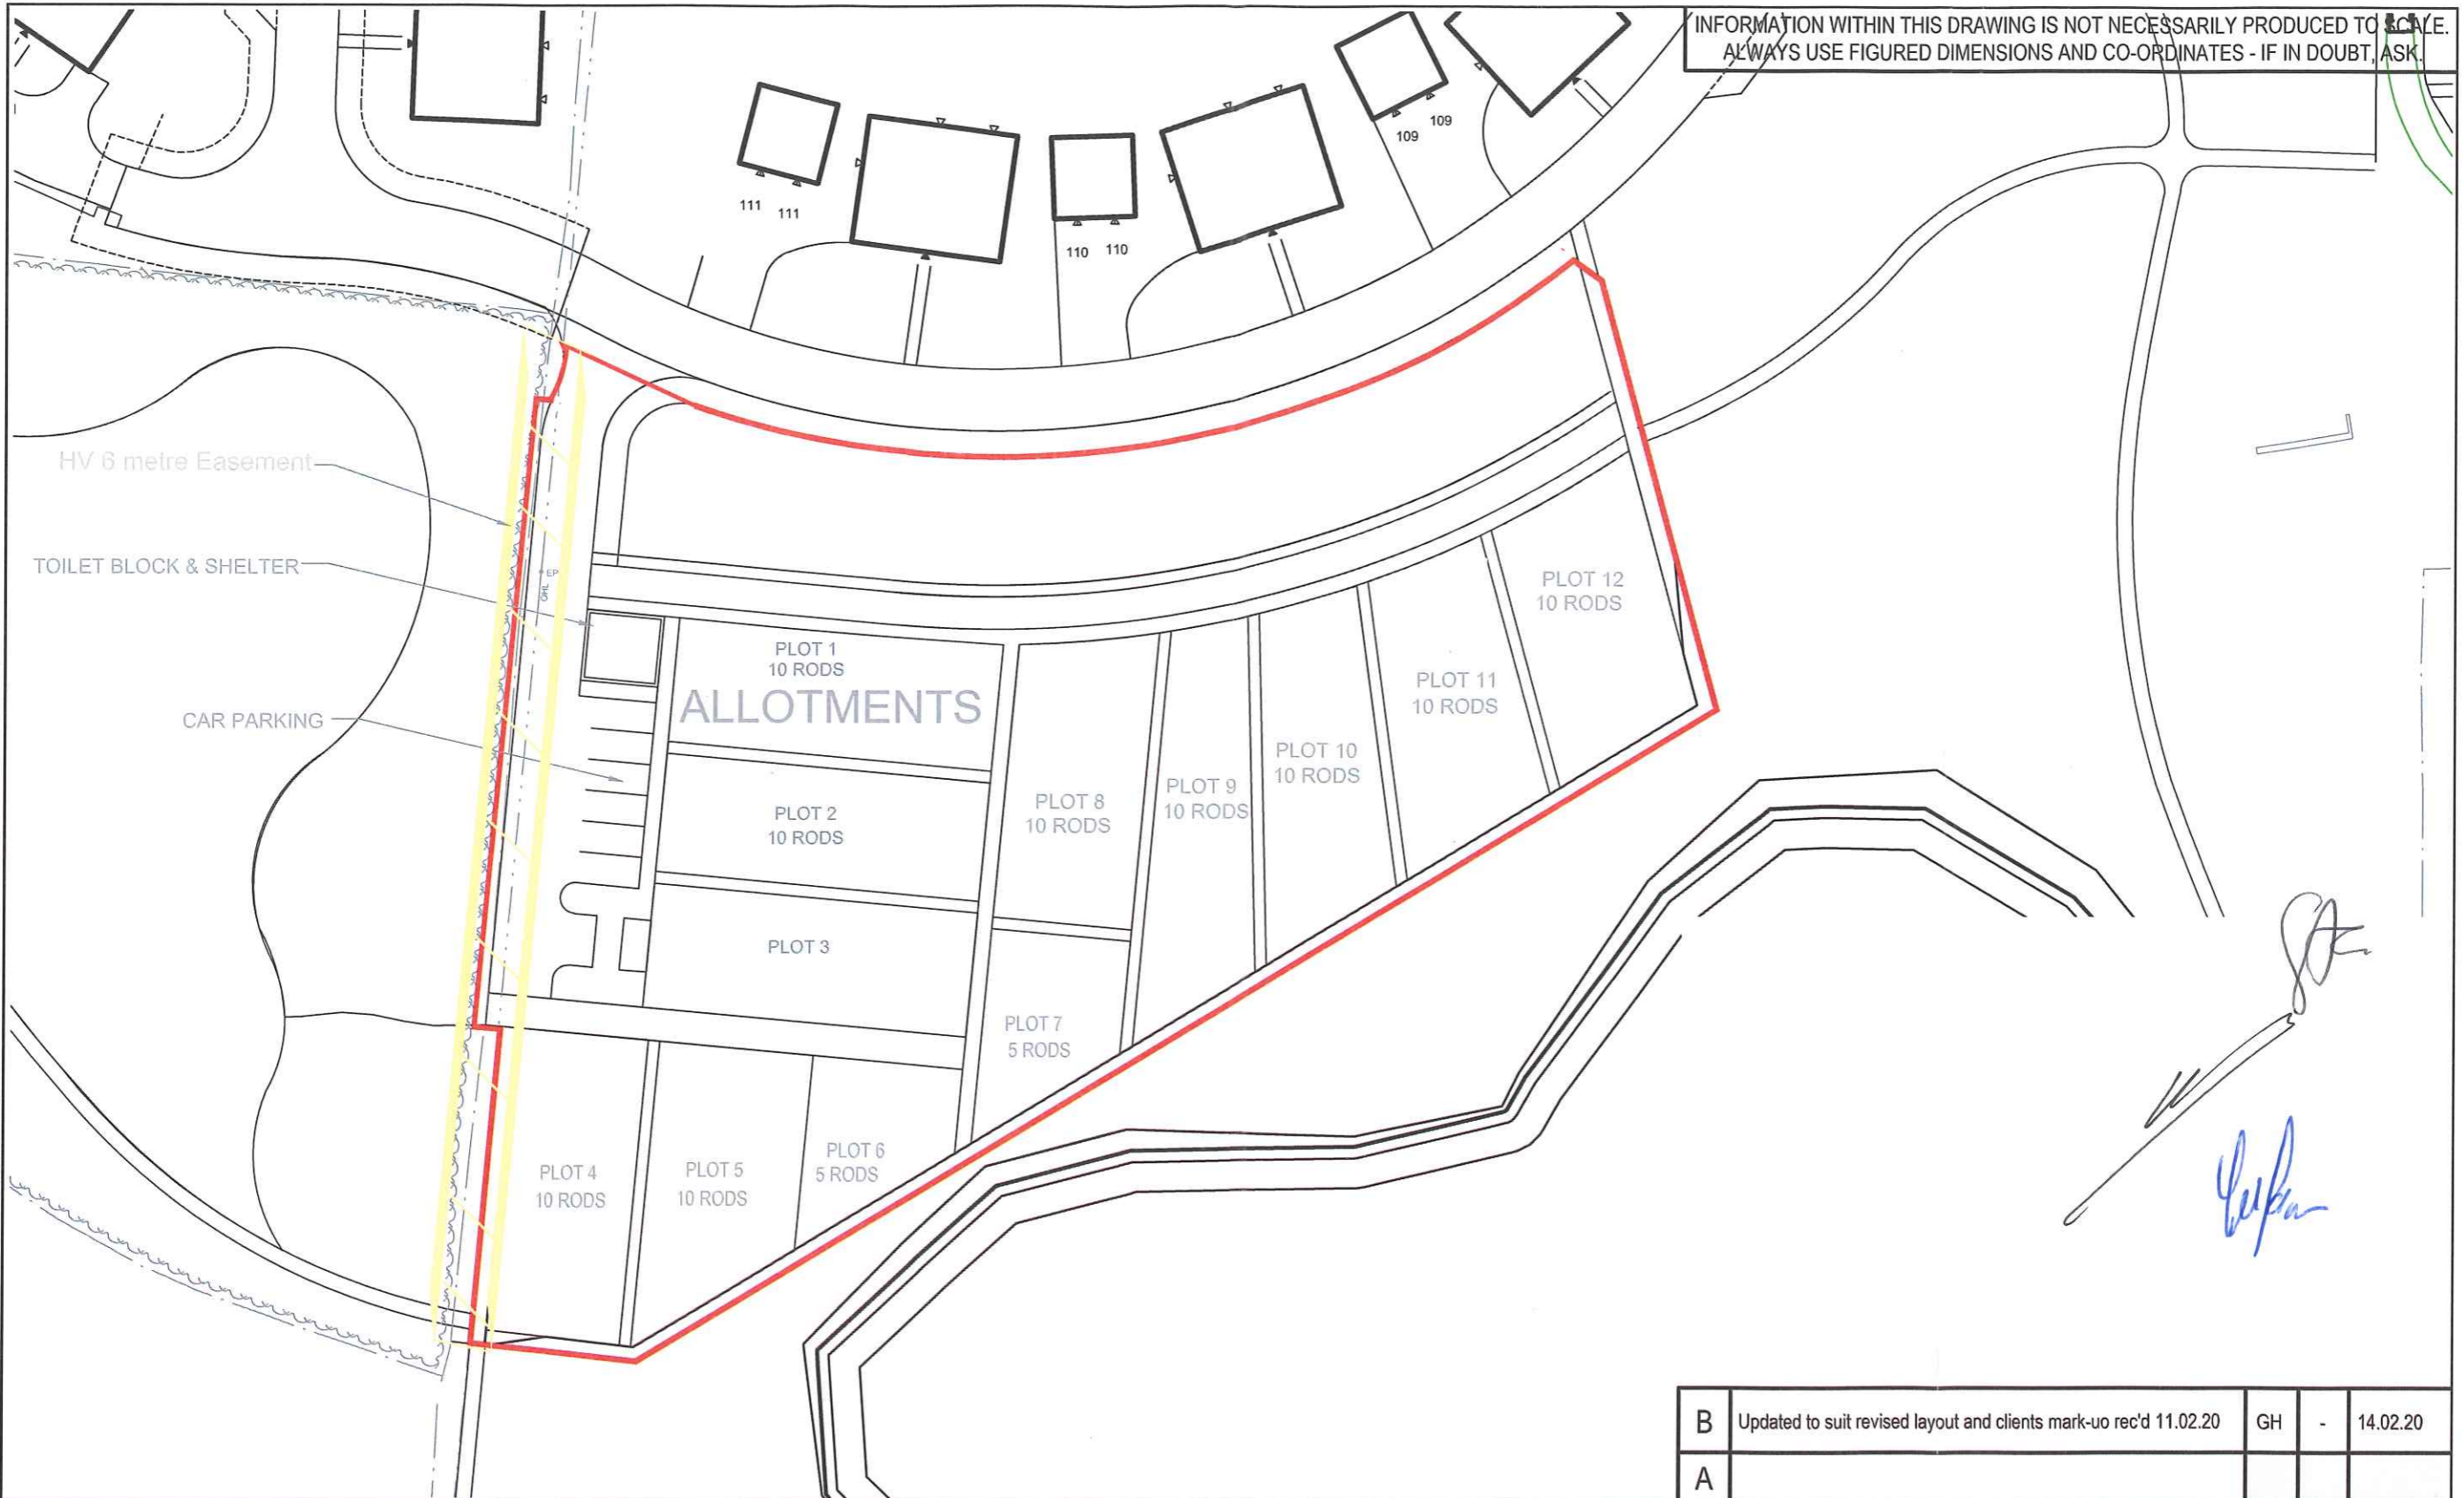 INFORMATION WITHIN THIS DRAWING IS NOT NECESSARILY PRODUCED TO SCALE.
ALWAYS USE FIGURED DIMENSIONS AND CO-ORDINATES - IF IN DOUBT, ASK.
109
109
111
111
110
110
HV 6 metre Easement
TOILET BLOCK & SHELTER
EP
OHL
CAR PARKING
PLOT 1
10 RODS
ALLOTMENTS
PLOT 2
10 RODS
PLOT 3
PLOT 4
10 RODS
PLOT 5
10 RODS
PLOT 6
5 RODS
PLOT 7
5 RODS
PLOT 8
10 RODS
PLOT 9
10 RODS
PLOT 10
10 RODS
PLOT 11
10 RODS
PLOT 12
10 RODS
B Updated to suit revised layout and clients mark-uo rec'd 11.02.20 GH - 14.02.20
A